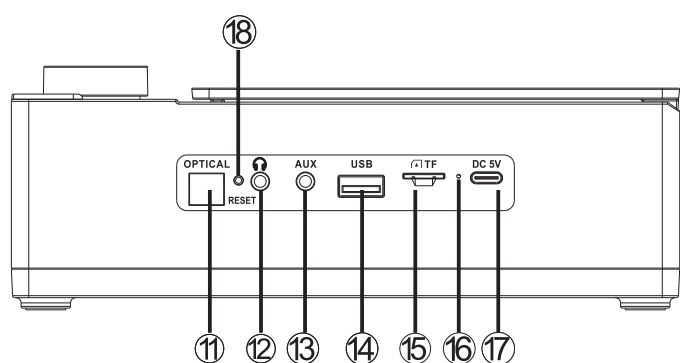 ⑱
OPTICAL AUX USB TF DC 5V
RESET
⑪ ⑫ ⑬ ⑭ ⑮ ⑯ ⑰